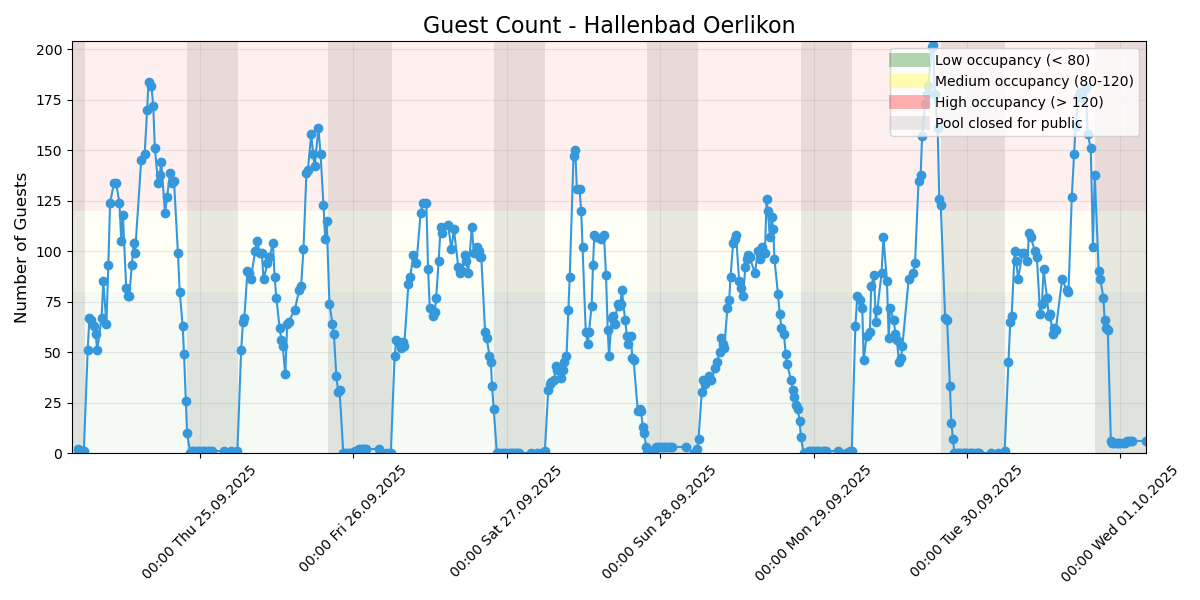 Guest Count - Hallenbad Oerlikon
Number of Guests
200
175
150
125
100
75
50
25
0
Low occupancy (< 80)
Medium occupancy (80-120)
High occupancy (> 120)
Pool closed for public
00:00 Thu 25.09.2025
00:00 Fri 26.09.2025
00:00 Sat 27.09.2025
00:00 Sun 28.09.2025
00:00 Mon 29.09.2025
00:00 Tue 30.09.2025
00:00 Wed 01.10.2025